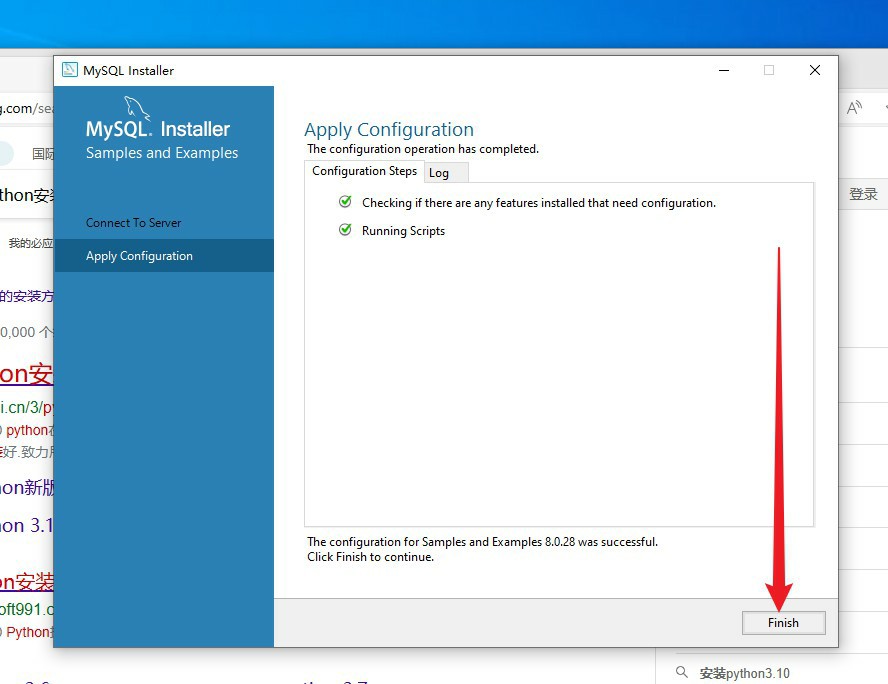 MySQL Installer
g.com/sea
国际
thon安装
登录
我的必应
MySQL. Installer
Samples and Examples
Connect To Server
Apply Configuration
Apply Configuration
The configuration operation has completed.
Configuration Steps
Log
Checking if there are any features installed that need configuration.
Running Scripts
的安装方
0,000 个
on安
i.cn/3/py
python
好.致力
on新版
on 3.1
on安装
oft991.c
Python
The configuration for Samples and Examples 8.0.28 was successful.
Click Finish to continue.
Finish
安装python3.10